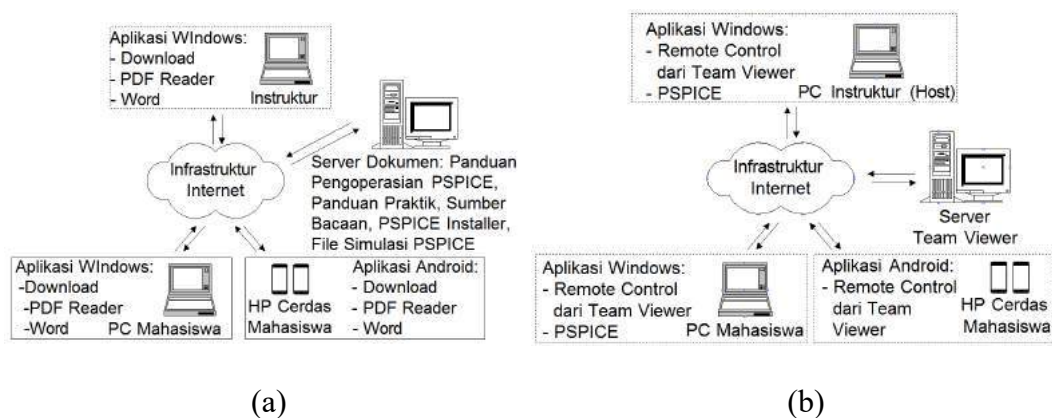 Aplikasi WIndows:
- Download
- PDF Reader
- Word
Instruktur
Infrastruktur
Internet
Server Dokumen: Panduan
Pengoperasian PSPICE,
Panduan Praktik, Sumber
Bacaan, PSPICE Installer,
File Simulasi PSPICE
Aplikasi WIndows:
-Download
-PDF Reader
-Word
PC Mahasiswa
HP Cerdas
Mahasiswa
Aplikasi Android:
- Download
- PDF Reader
- Word
(a)
Aplikasi Windows:
- Remote Control
dari Team Viewer
- PSPICE
PC Instruktur (Host)
Infrastruktur
Internet
Server
Team Viewer
Aplikasi Windows:
- Remote Control
dari Team Viewer
- PSPICE
PC Mahasiswa
Aplikasi Android:
- Remote Control
dari Team
Viewer
HP Cerdas
Mahasiswa
(b)